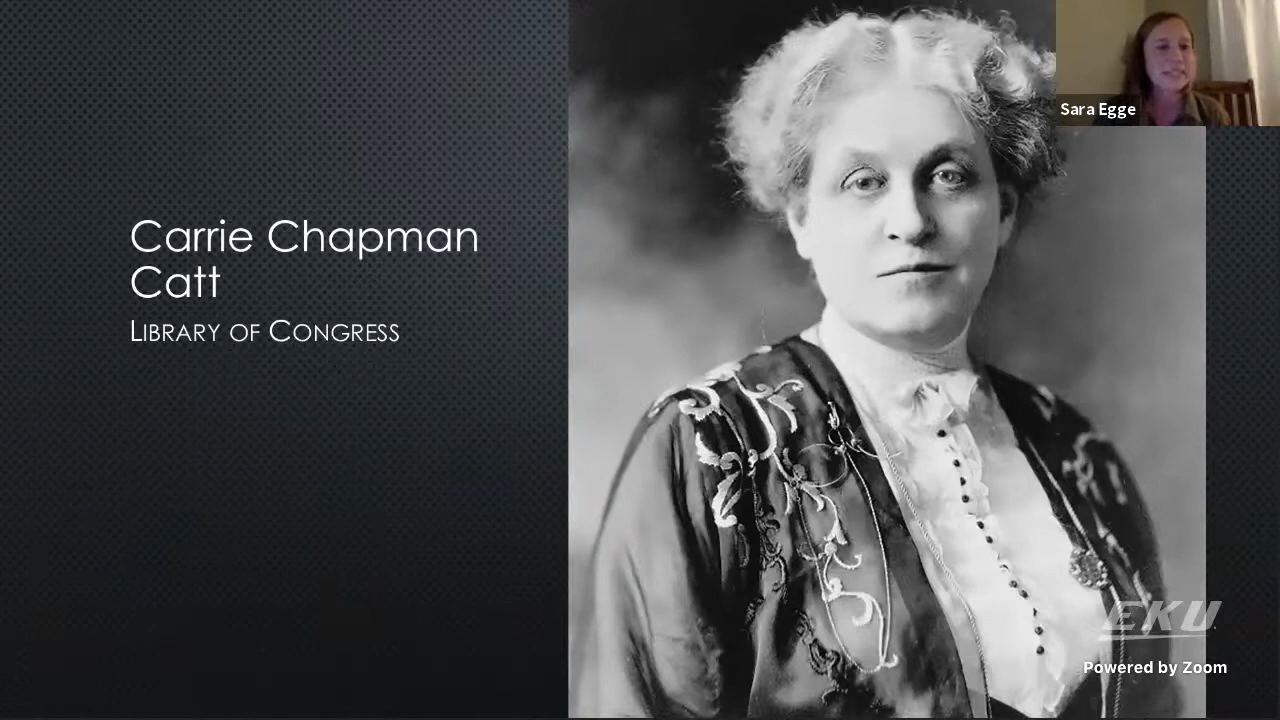 Sara Egge
Carrie Chapman
Catt
LIBRARY OF CONGRESS
EKU
Powered by Zoom